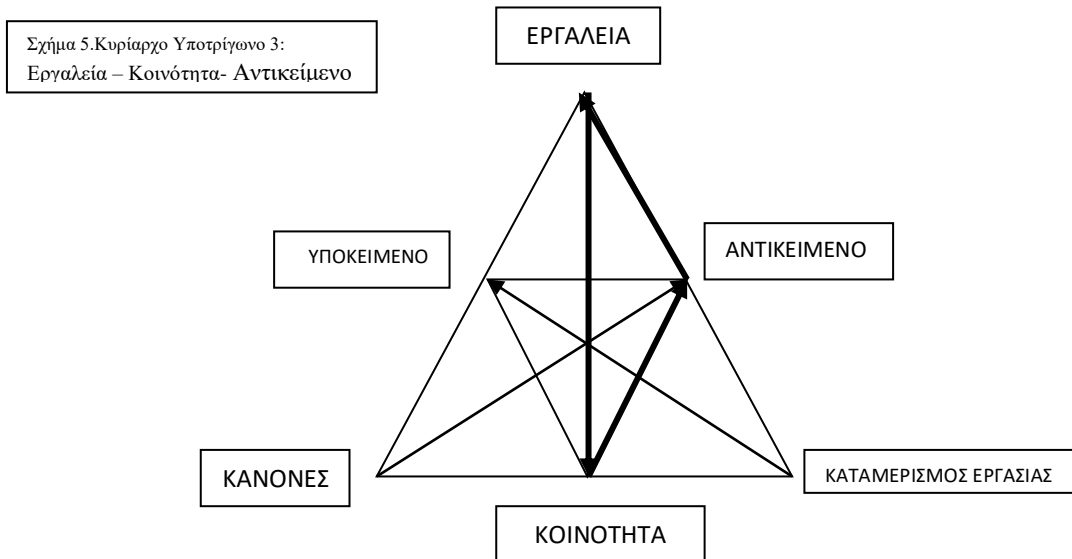 Σχήμα 5.Κυρίαρχο Υποτρίγωνο 3:
Εργαλεία – Κοινότητα- Αντικείμενο
ΕΡΓΑΛΕΙΑ
ΥΠΟΚΕΙΜΕΝΟ
ΑΝΤΙΚΕΙΜΕΝΟ
ΚΑΝΟΝΕΣ
ΚΑΤΑΜΕΡΙΣΜΟΣ ΕΡΓΑΣΙΑΣ
ΚΟΙΝΟΤΗΤΑ